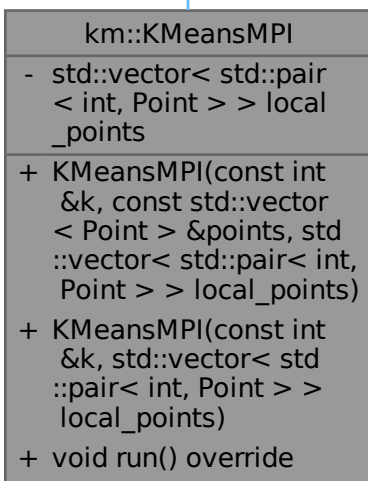 km::KMeansMPI
- std::vector< std::pair
< int, Point > > local
_points
+ KMeansMPI(const int
&k, const std::vector
< Point > &points, std
::vector< std::pair< int,
Point > > local_points)
+ KMeansMPI(const int
&k, std::vector< std
::pair< int, Point > >
local_points)
+ void run() override